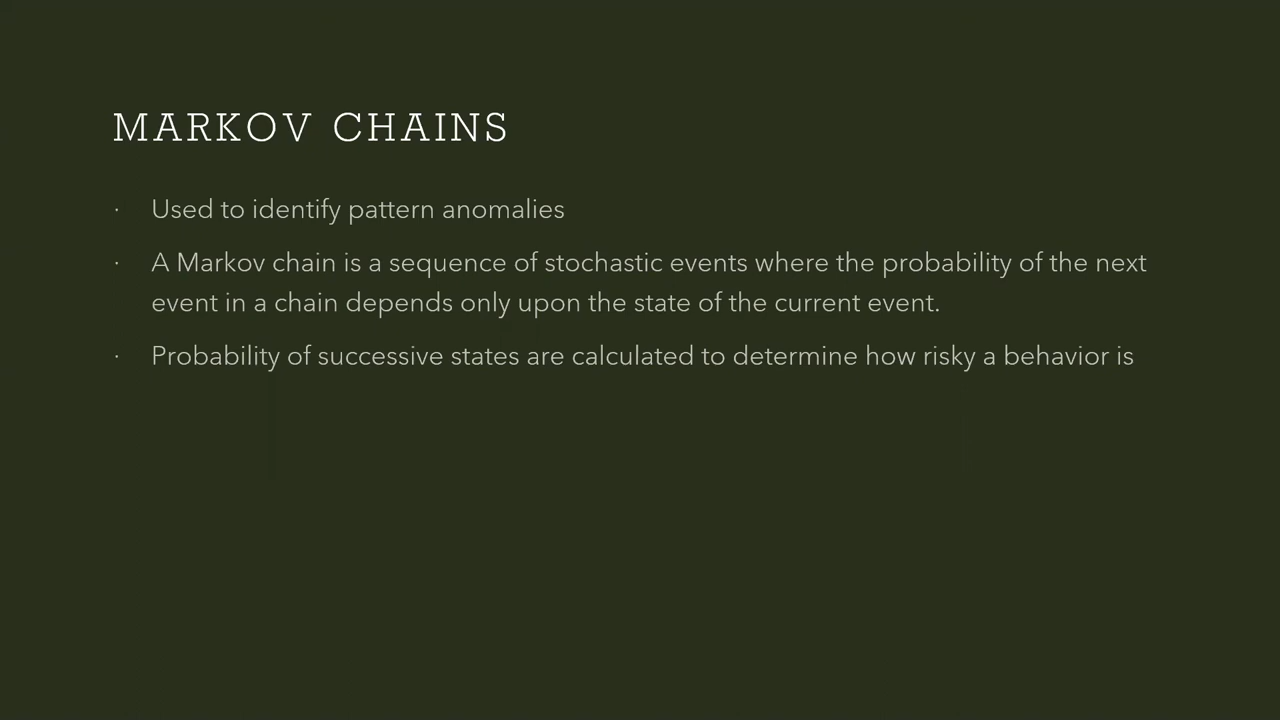 MARKOV CHAINS
· Used to identify pattern anomalies
· A Markov chain is a sequence of stochastic events where the probability of the next
event in a chain depends only upon the state of the current event.
· Probability of successive states are calculated to determine how risky a behavior is